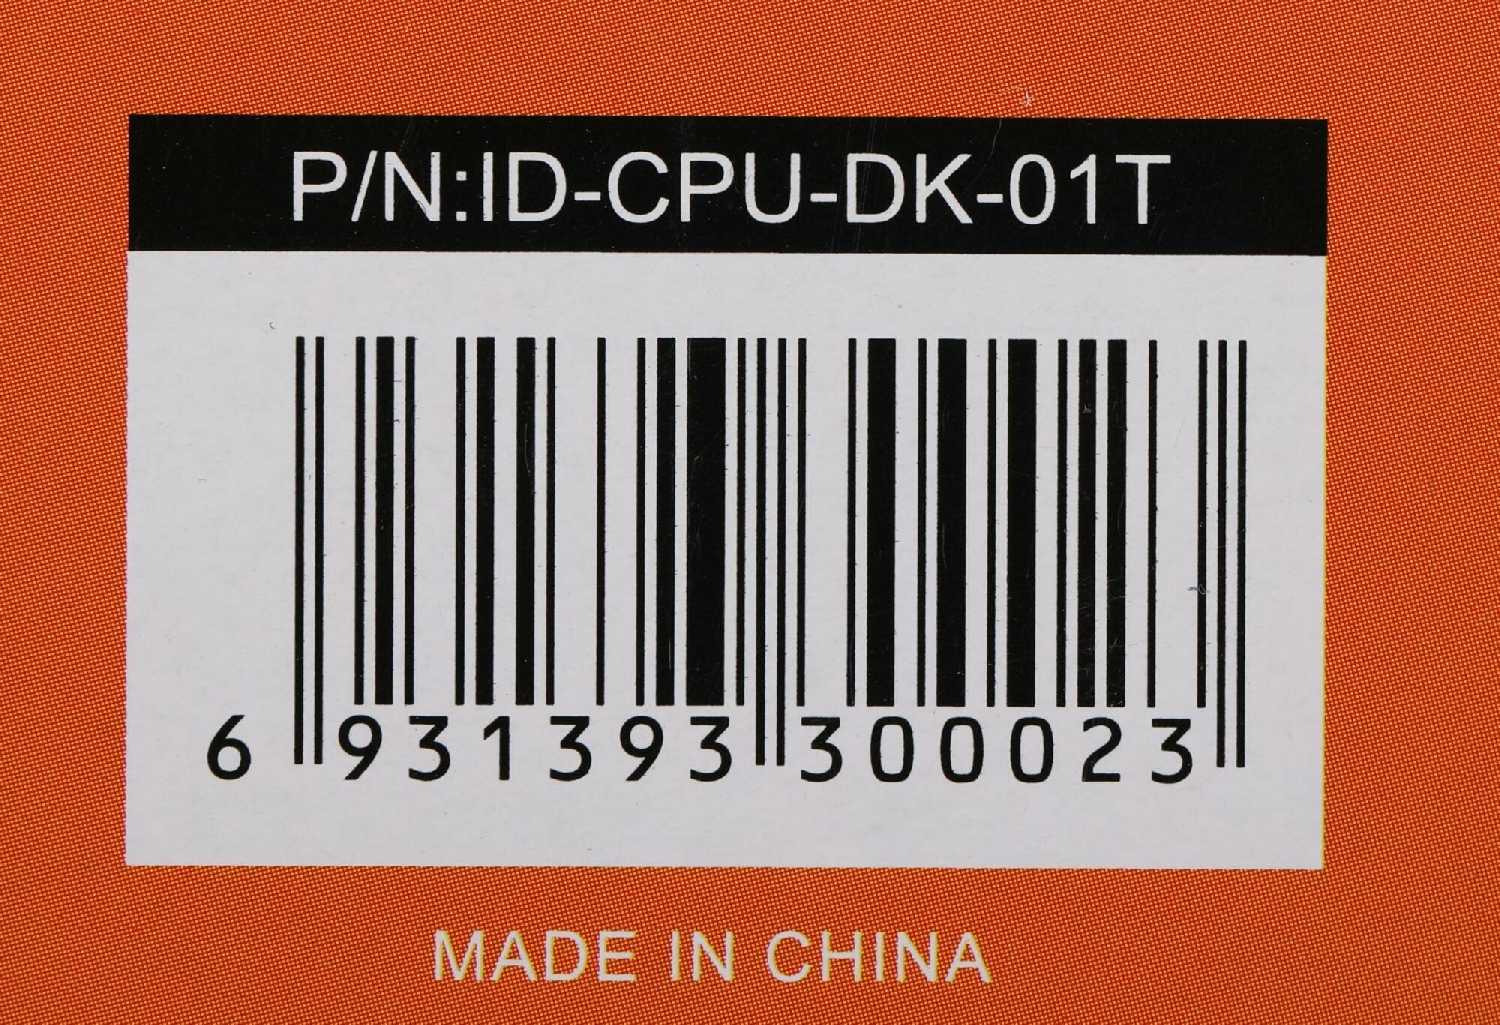 P/N:ID-CPU-DK-01T
6 931393 300023
MADE IN CHINA